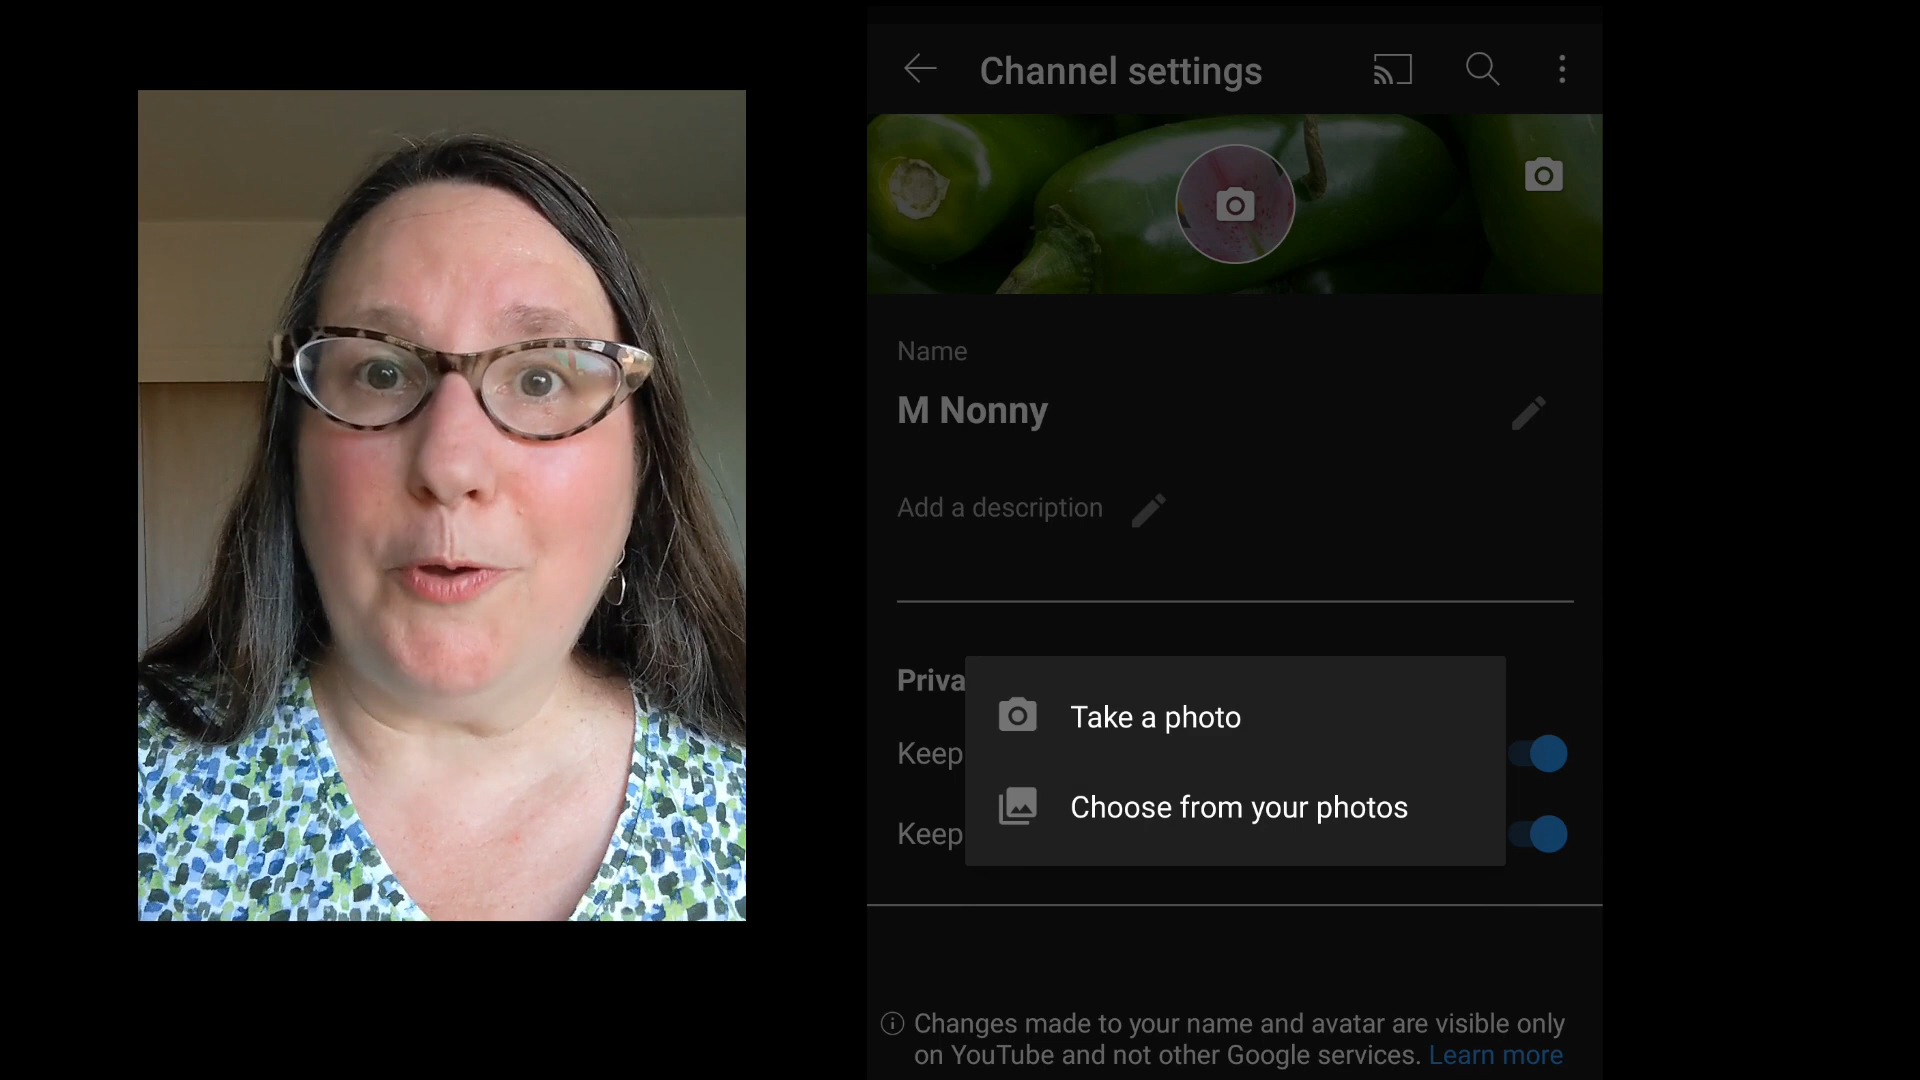 Channel settings
Name
M Nonny
Add a description
Priva
Take a photo
Keep
Choose from your photos
Keep
Changes made to your name and avatar are visible only
on YouTube and not other Google services. Learn more